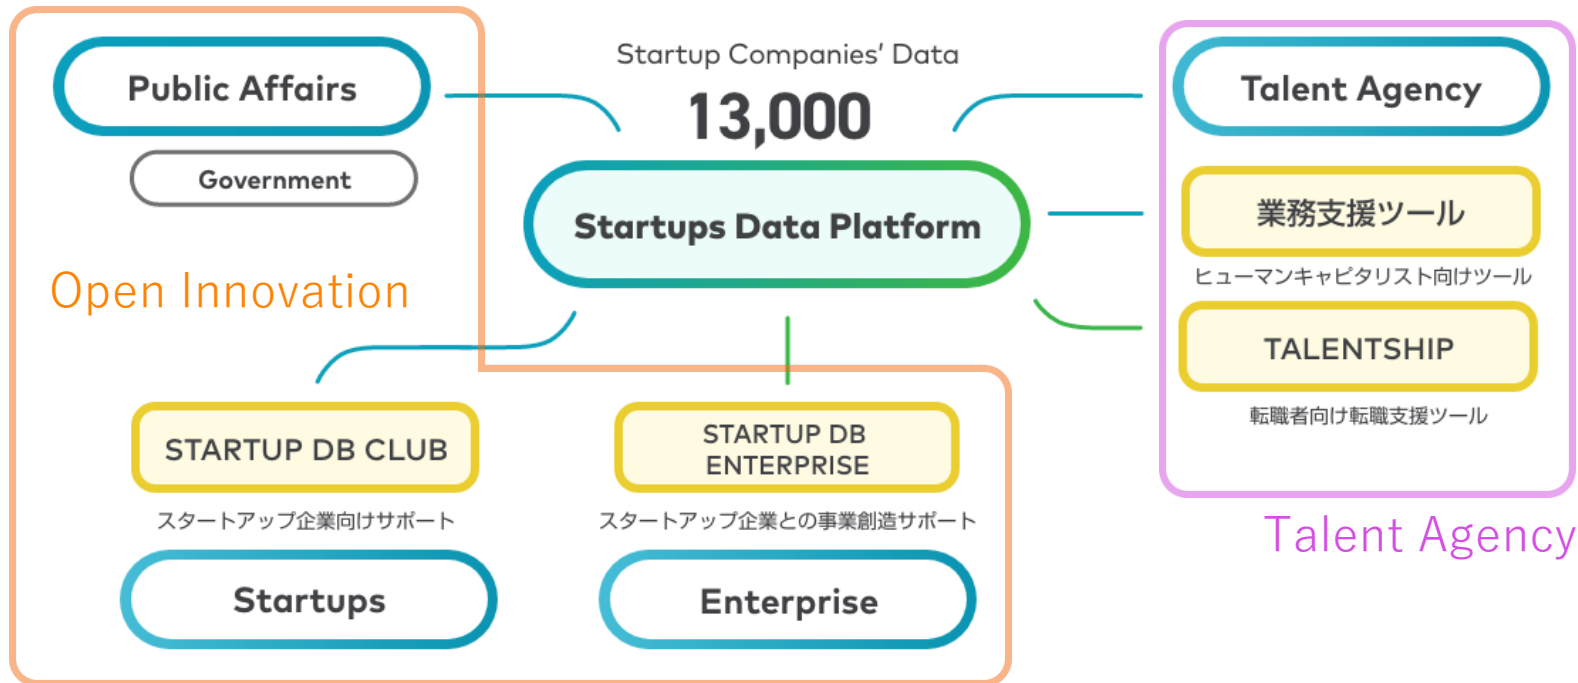 Public Affairs
Government
Open Innovation
Startup Companies’ Data
13,000
Startups Data Platform
Talent Agency
業務支援ツール
ヒューマンキャピタリスト向けツール
TALENTSHIP
転職者向け転職支援ツール
Talent Agency
STARTUP DB CLUB
スタートアップ企業向けサポート
Startups
STARTUP DB
ENTERPRISE
スタートアップ企業との事業創造サポート
Enterprise